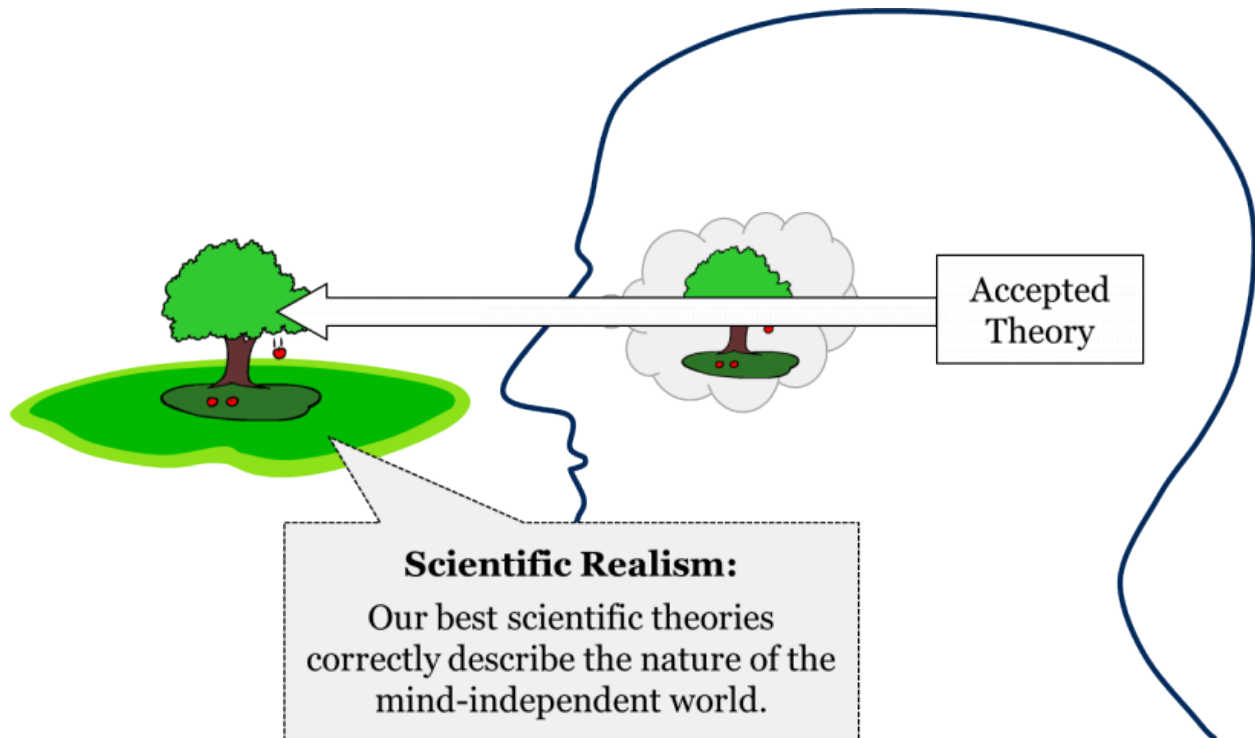 Accepted
Theory
Scientific Realism:
Our best scientific theories
correctly describe the nature of the
mind-independent world.